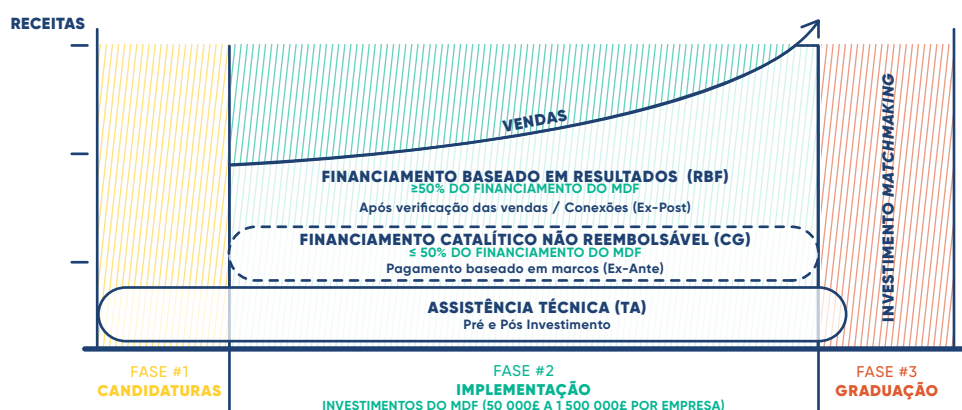 RECEITAS
VENDAS
FINANCIAMENTO BASEADO EM RESULTADOS (RBF)
≥50% DO FINANCIAMENTO DO MDF
Após verificação das vendas / Conexões (Ex-Post)
FINANCIAMENTO CATALÍTICO NÃO REEMBOLSÁVEL (CG)
≤ 50% DO FINANCIAMENTO DO MDF
Pagamento baseado em marcos (Ex-Ante)
ASSISTÊNCIA TÉCNICA (TA)
Pré e Pós Investimento
INVESTIMENTO MATCHMAKING
FASE #1
CANDIDATURAS
FASE #2
IMPLEMENTAÇÃO
INVESTIMENTOS DO MDF (50 000£ A 1 500 000£ POR EMPRESA)
FASE #3
GRADUAÇÃO